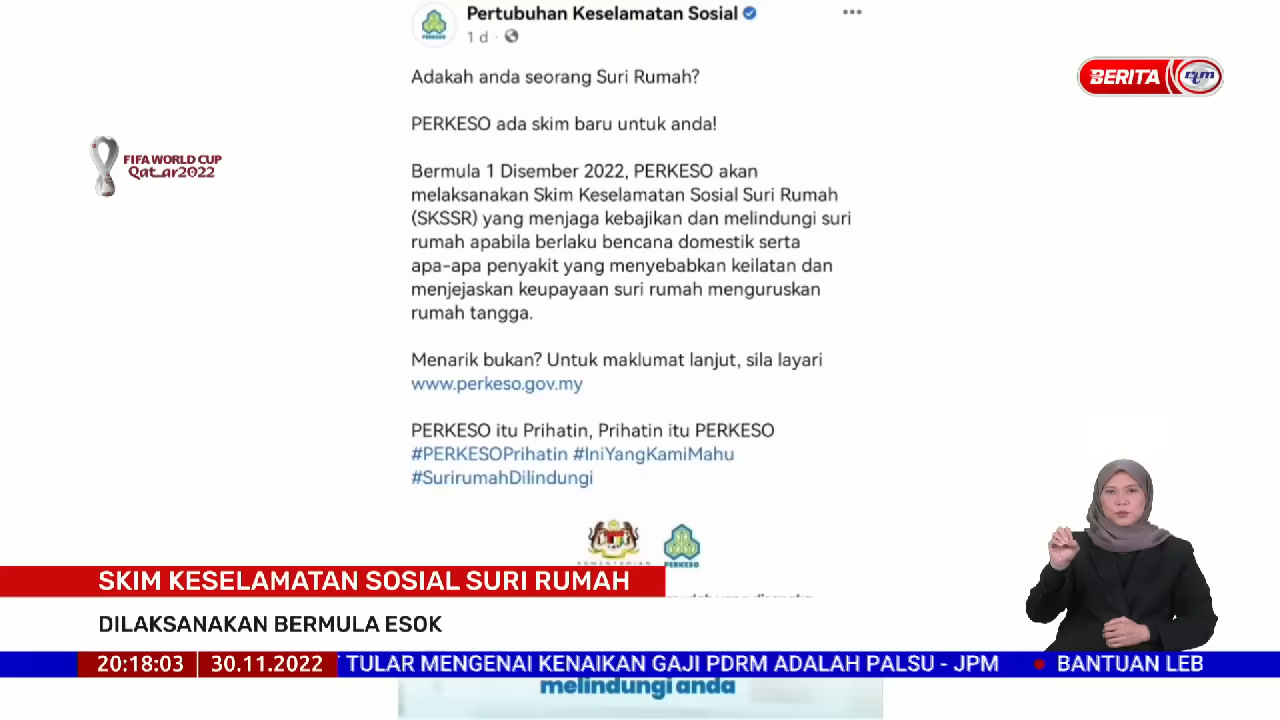 Pertubuhan Keselamatan Sosial
1 d ·
Adakah anda seorang Suri Rumah?
PERKESO ada skim baru untuk anda!
Bermula 1 Disember 2022, PERKESO akan
melaksanakan Skim Keselamatan Sosial Suri Rumah
(SKSSR) yang menjaga kebajikan dan melindungi suri
rumah apabila berlaku bencana domestik serta
apa-apa penyakit yang menyebabkan keilatan dan
menjejaskan keupayaan suri rumah menguruskan
rumah tangga.
Menarik bukan? Untuk maklumat lanjut, sila layari
www.perkeso.gov.my
PERKESO itu Prihatin, Prihatin itu PERKESO
#PERKESOPrihatin #IniYangKamiMahu
#SurirumahDilindungi
BERITA rtm
FIFA WORLD CUP
Qatar2022
KEMENTERIAN
PERKESO
SKIM KESELAMATAN SOSIAL SURI RUMAH
DILAKSANAKAN BERMULA ESOK
20:18:03 30.11.2022 TULAR MENGENAI KENAIKAN GAJI PDRM ADALAH PALSU - JPM • BANTUAN LEB
melindungi anda